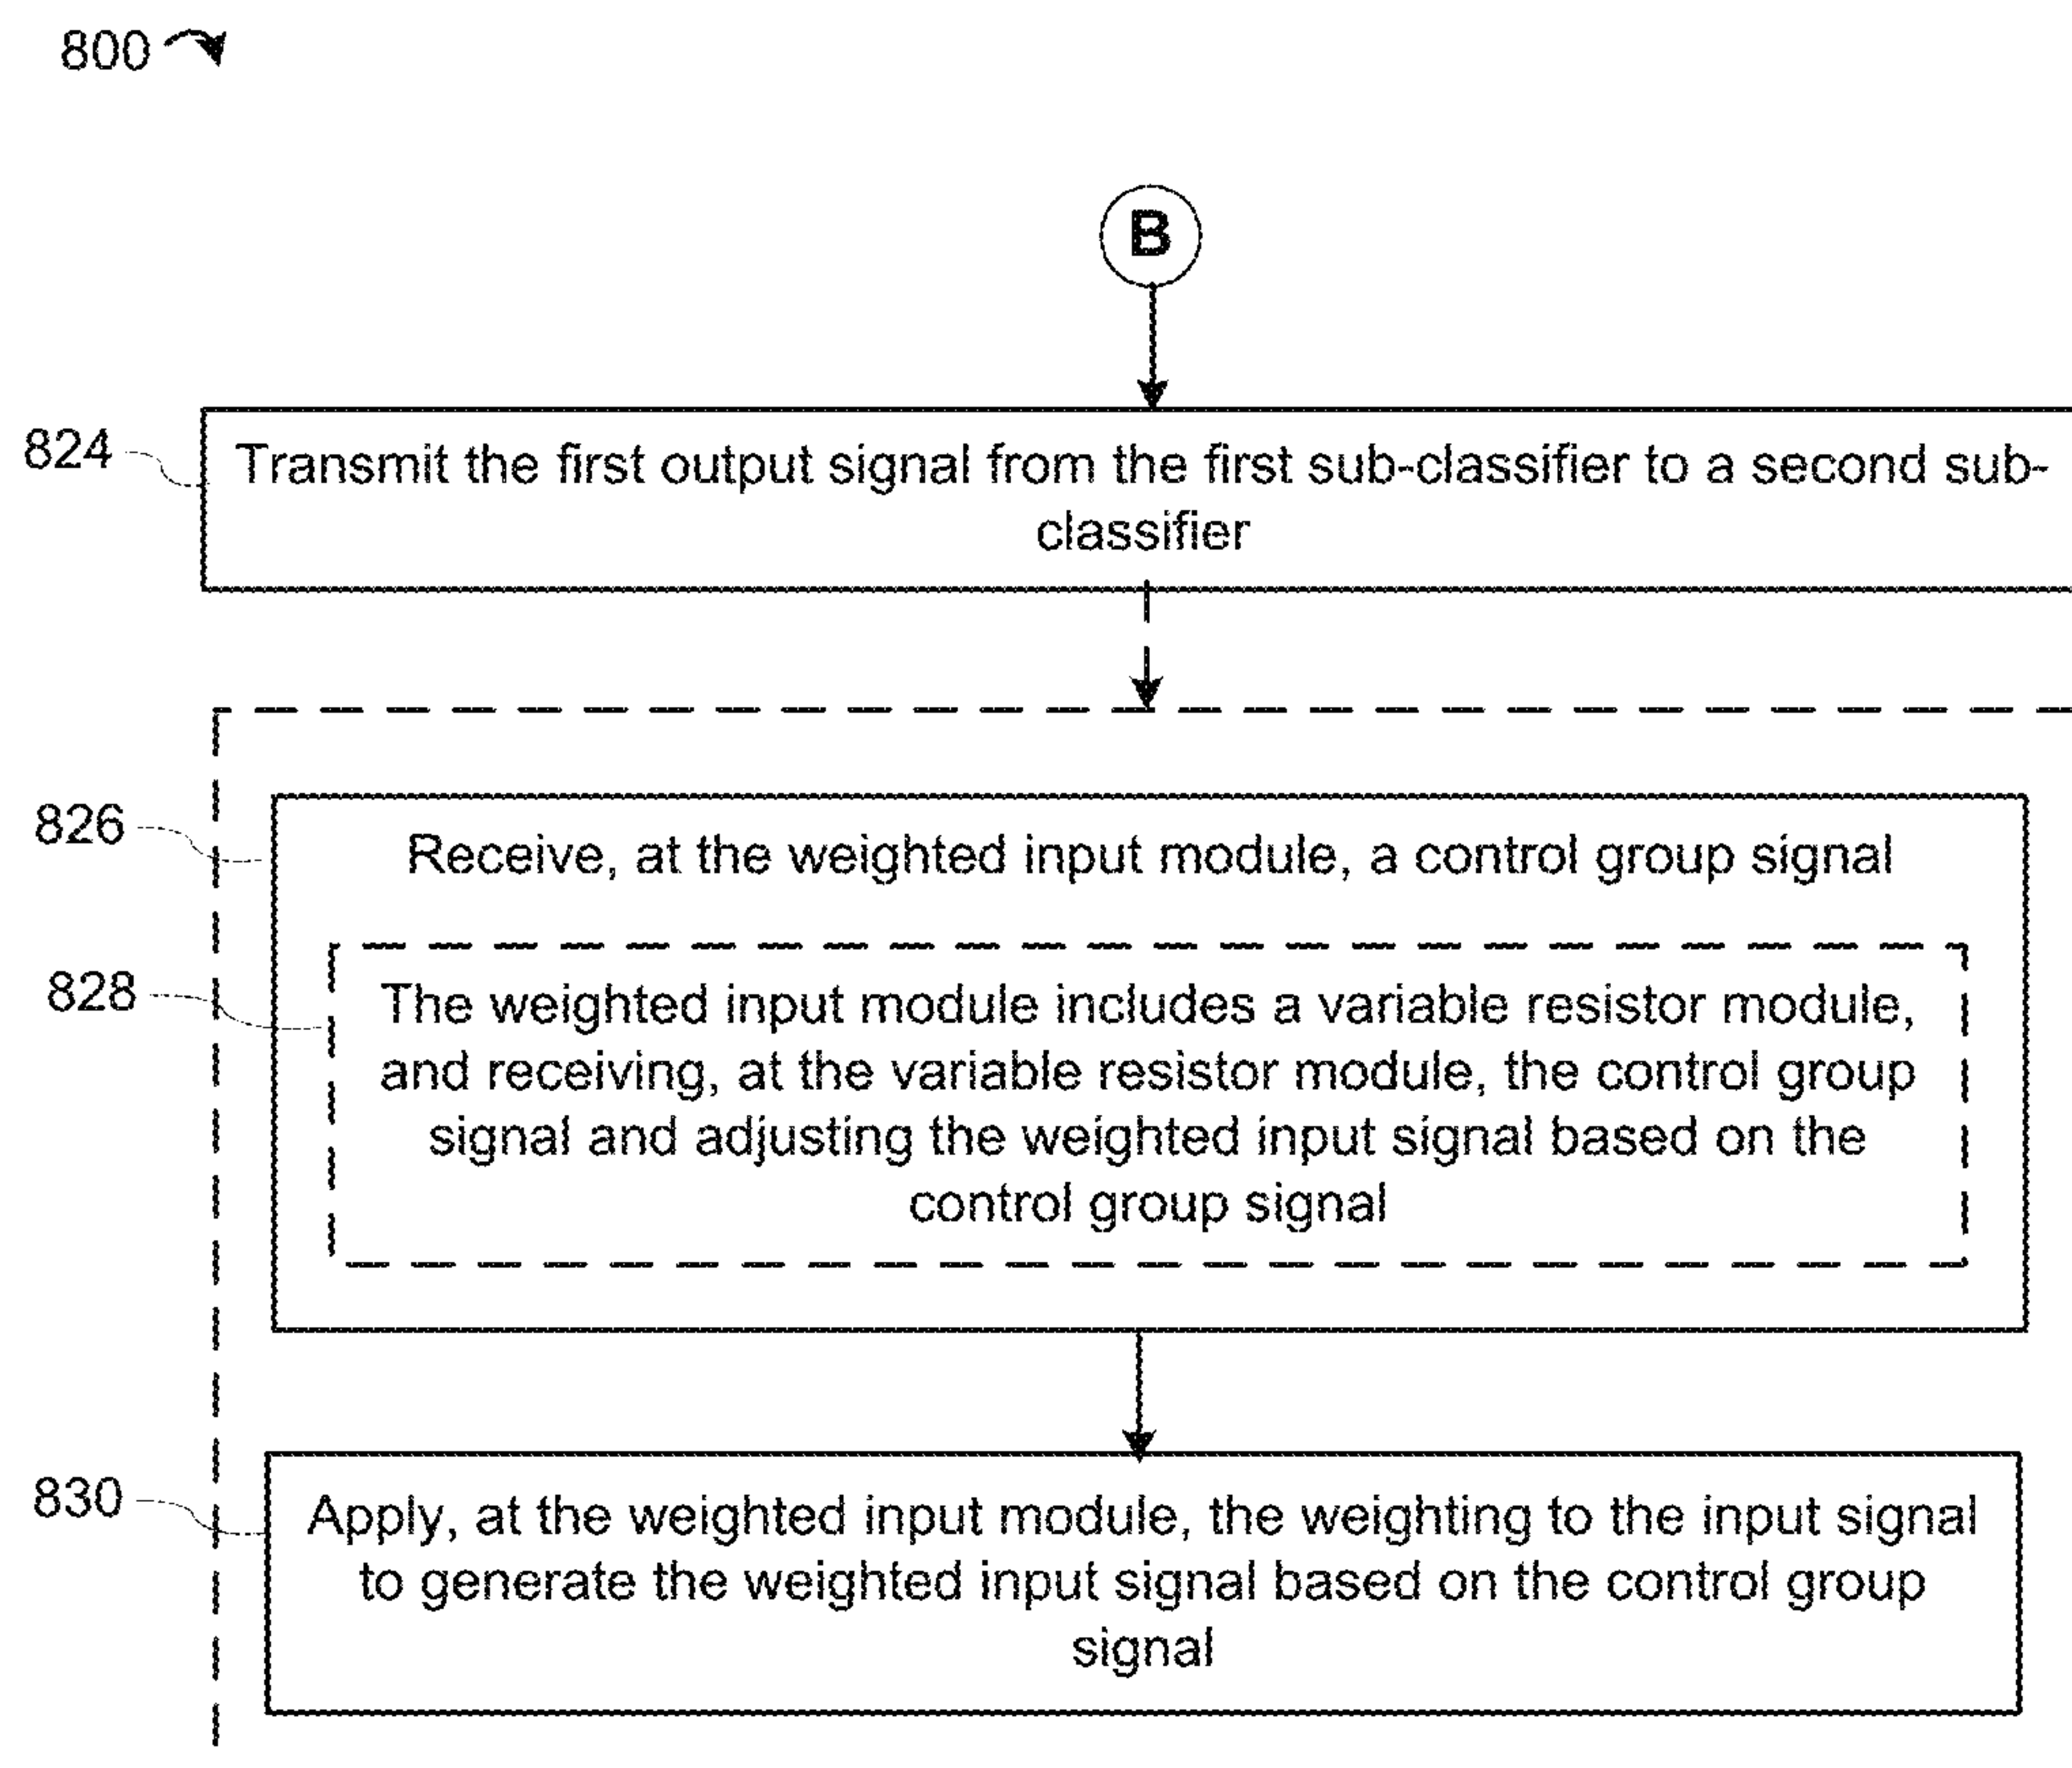 800
B
824
Transmit the first output signal from the first sub-classifier to a second sub-
classifier
826
Receive, at the weighted input module, a control group signal
828
The weighted input module includes a variable resistor module,
and receiving, at the variable resistor module, the control group
signal and adjusting the weighted input signal based on the
control group signal
830
Apply, at the weighted input module, the weighting to the input signal
to generate the weighted input signal based on the control group
signal